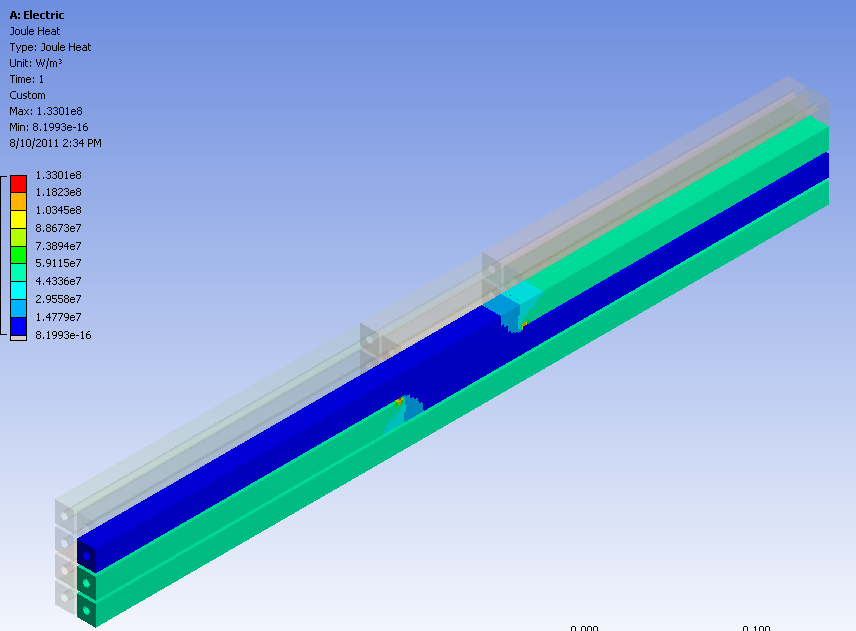 A: Electric
Joule Heat
Type: Joule Heat
Unit: W/m³
Time: 1
Custom
Max: 1.3301e8
Min: 8.1993e-16
8/10/2011 2:34 PM
1.3301e8
1.1823e8
1.0345e8
8.8673e7
7.3894e7
5.9115e7
4.4336e7
2.9558e7
1.4779e7
8.1993e-16
0.000 0.100